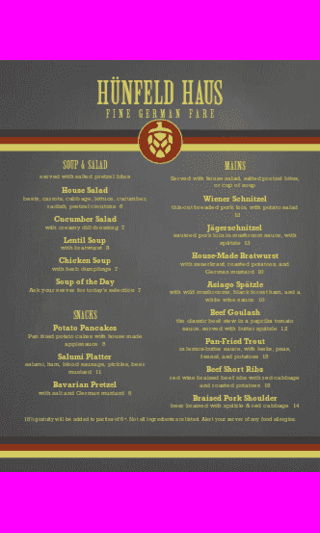 HÜNFELD HAUS
FINE GERMAN FARE
SOUP & SALAD
served with salted pretzel bites
House Salad
beets, carrots, cabbage, lettuce, cucumber,
radish, pretzel croutons 6
Cucumber Salad
with creamy dill dressing 7
Lentil Soup
with bratwurst 8
Chicken Soup
with herb dumplings 7
Soup of the Day
Ask your server for today's selection 7
SNACKS
Potato Pancakes
Pan fried potato cakes with house made
applesauce 8
Salumi Platter
salami, ham, blood sausage, pickles, beer
mustard 11
Bavarian Pretzel
with salt and German mustard 6
MAINS
Served with house salad, salted pretzel bites,
or cup of soup
Wiener Schnitzel
thin-cut breaded pork loin, with potato salad
12
Jägerschnitzel
sauteed pork loin in mushroom sauce, with
spätzle 13
House-Made Bratwurst
with sauerkraut, roasted potatoes, and
German mustard 10
Asiago Spätzle
with wild mushrooms, black forest ham, and a
white wine sauce 10
Beef Goulash
the classic beef stew in a paprika tomato
sauce, served with butter spätzle 12
Pan-Fried Trout
in lemon butter sauce, with leeks, peas,
fennel, and potatoes 15
Beef Short Ribs
red wine braised beef ribs with red cabbage
and roasted potatoes 16
Braised Pork Shoulder
beer braised with spätzle & red cabbage 14
gratuity will be added to parties of Not all ingredients are listed. Alert your server of any food allergies.